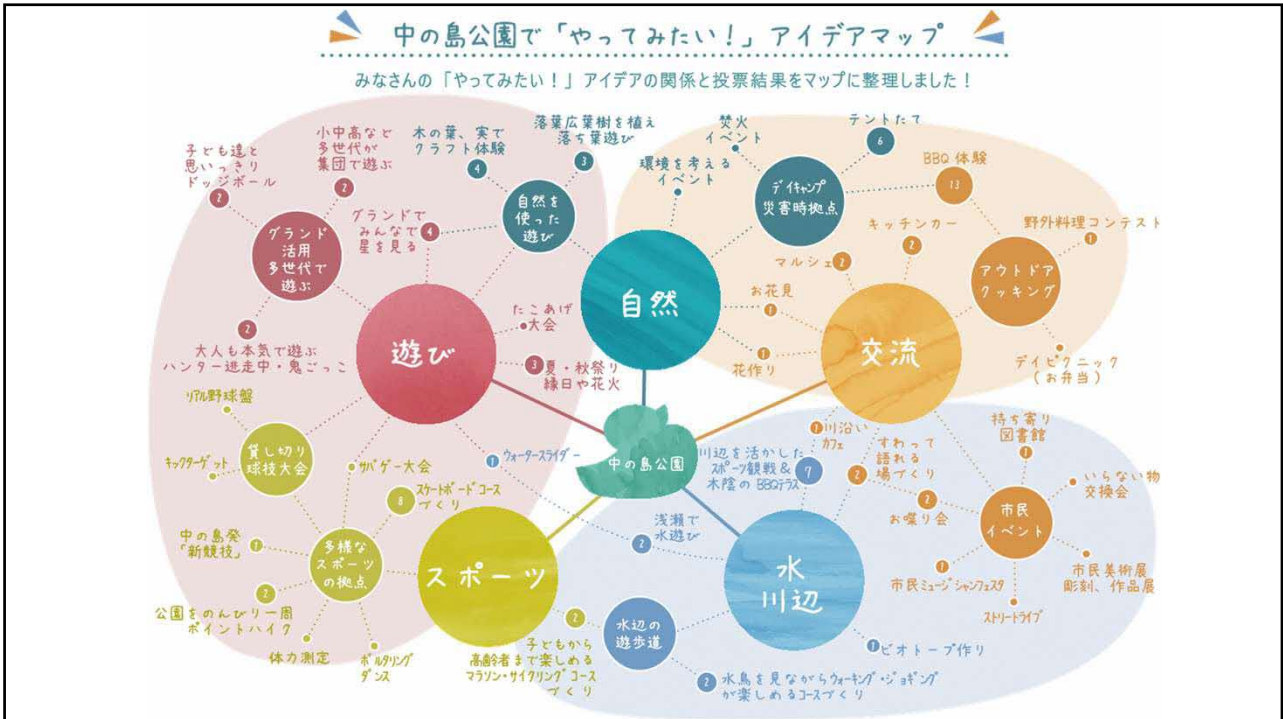 中の島公園で「やってみたい！」アイデアマップ
みなさんの「やってみたい！」アイデアの関係と投票結果をマップに整理しました！
子ども達と
思いっきり
ドッジボール
2
小中高など
多世代が
集団で遊ぶ
2
木の葉、実で
クラフト体験
4
落葉広葉樹を植え
落ち葉遊び
3
グランド
活用
多世代で
遊ぶ
グランドで
みんなで
星を見る
4
自然を
使った
遊び
2
大人も本気で遊ぶ
ハンター逃走中・鬼ごっこ
遊び
たこあげ
大会
3
夏・秋祭り
縁日や花火
自然
焚火
イベント
環境を考える
イベント
テントたて
6
デイキャンプ
災害時拠点
BBQ体験
13
キッチンカー
2
マルシェ
2
お花見
1
花作り
1
野外料理コンテスト
1
アウトドア
クッキング
デイピクニック
（お弁当）
交流
中の島公園
リアル野球盤
キックターゲット
貸し切り
球技大会
サバゲー大会
8
スケートボードコース
づくり
中の島発
「新競技」
1
多様な
スポーツ
の拠点
2
公園をのんびり一周
ポイントハイク
体力測定
ボルタリング
ダンス
スポーツ
1
ウォータースライダー
川辺を活かした
スポーツ観戦＆
木陰のBBQテラス
7
1
川沿い
カフェ
すわって
語れる
場づくり
2
2
お喋り会
持ち寄り
図書館
1
いらない物
交換会
市民
イベント
市民美術展
彫刻、作品展
1
市民ミュージシャンフェスタ
ストリートライブ
浅瀬で
水遊び
2
水
川辺
2
子どもから
高齢者まで楽しめる
マラソン・サイクリングコース
づくり
水辺の
遊歩道
1
ビオトープ作り
2
水鳥を見ながらウォーキング・ジョギング
が楽しめるコースづくり